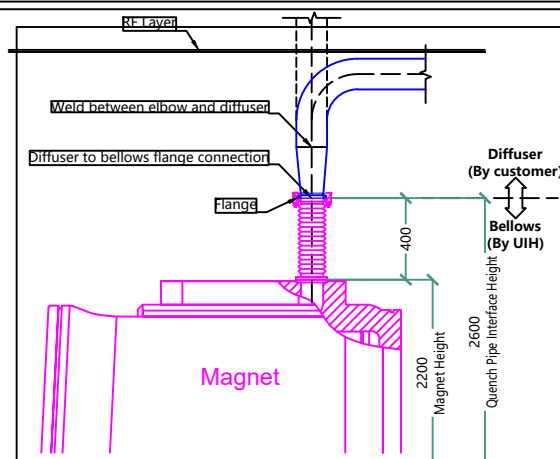 RF Layer
Weld between elbow and diffuser
Diffuser to bellows flange connection
Flange
Diffuser
(By customer)
Bellows
(By UIH)
400
2600
Quench Pipe Interface Height
2200
Magnet Height
Magnet